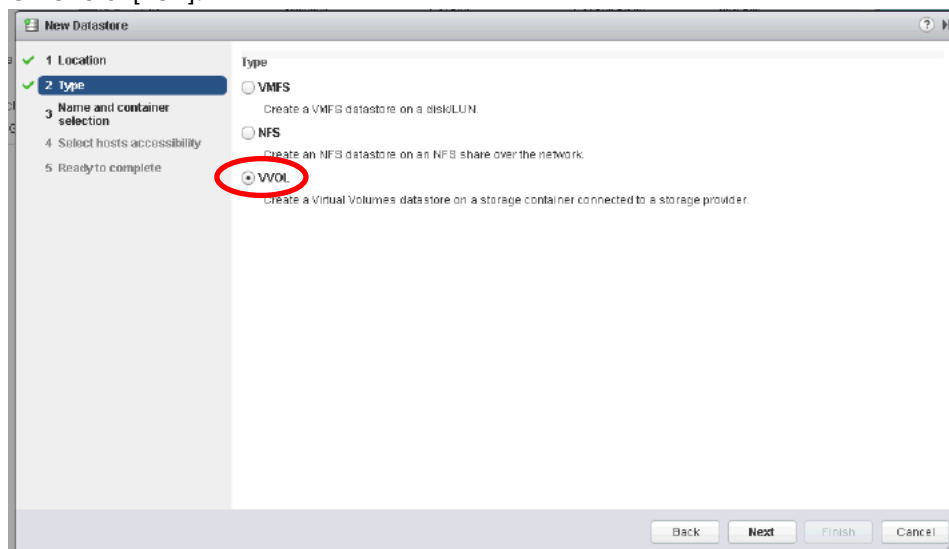 New Datastore
1 Location
2 Type
3 Name and container
selection
4 Select hosts accessibility
5 Ready to complete
Type
VMFS
Create a VMFS datastore on a disk/LUN.
NFS
Create an NFS datastore on an NFS share over the network.
VVOL
Create a Virtual Volumes datastore on a storage container connected to a storage provider.
Back Next Finish Cancel